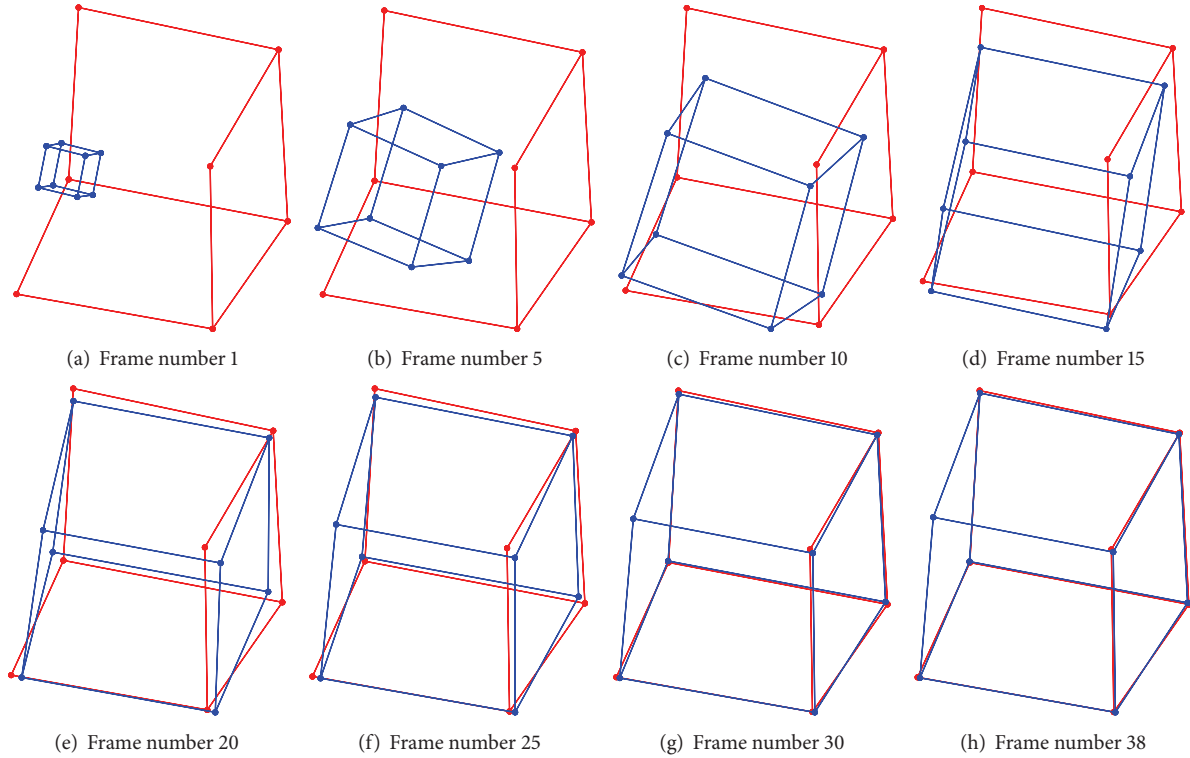 (a) Frame number 1
(b) Frame number 5
(c) Frame number 10
(d) Frame number 15
(e) Frame number 20
(f) Frame number 25
(g) Frame number 30
(h) Frame number 38